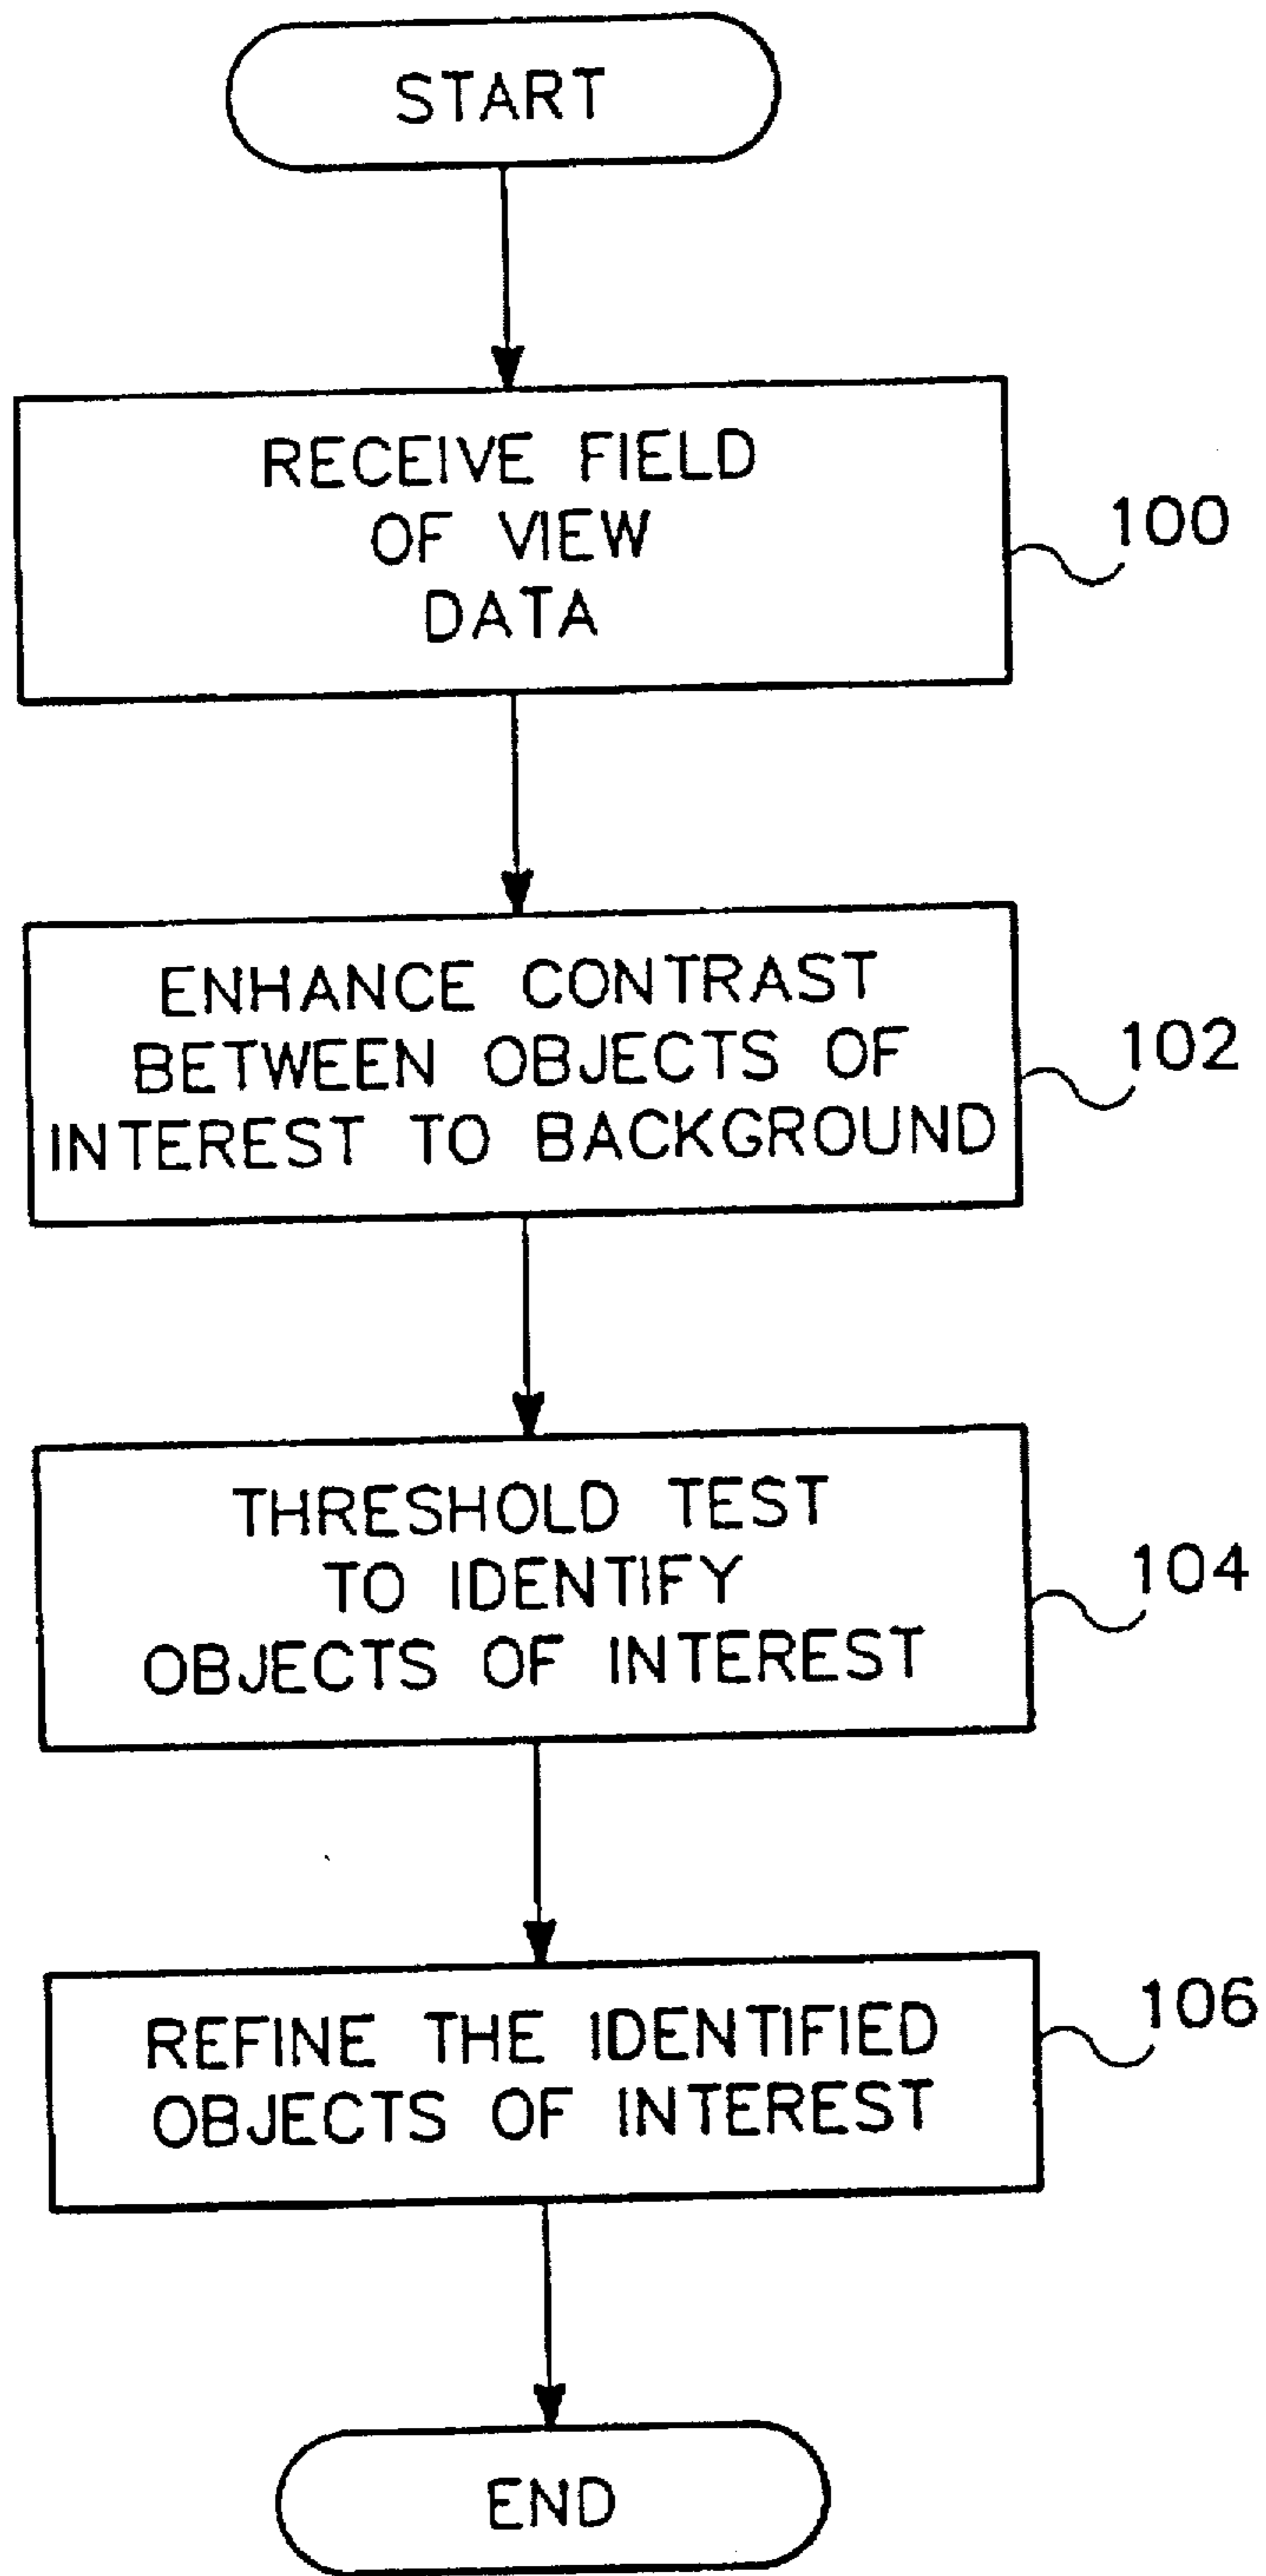 START
RECEIVE FIELD
OF VIEW
DATA
100
ENHANCE CONTRAST
BETWEEN OBJECTS OF
INTEREST TO BACKGROUND
102
THRESHOLD TEST
TO IDENTIFY
OBJECTS OF INTEREST
104
REFINE THE IDENTIFIED
OBJECTS OF INTEREST
106
END